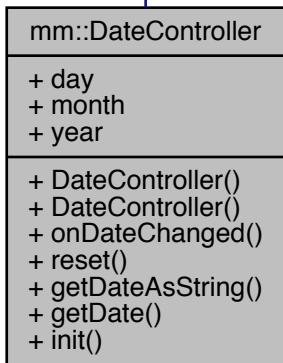 mm::DateController
+ day
+ month
+ year
+ DateController()
+ DateController()
+ onDateChanged()
+ reset()
+ getDateAsString()
+ getDate()
+ init()